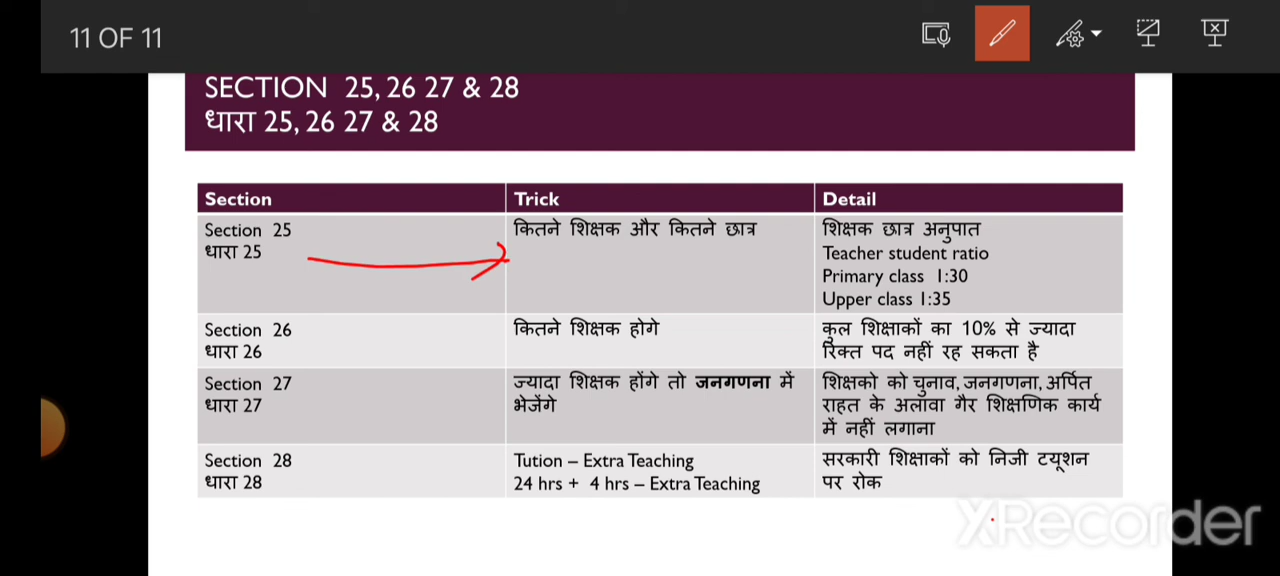 11 OF 11
SECTION 25, 26 27 & 28
धारा 25, 26 27 & 28
Section
Trick
Detail
Section 25
धारा 25
कितने शिक्षक और कितने छात्र
शिक्षक छात्र अनुपात
Teacher student ratio
Primary class 1:30
Upper class 1:35
Section 26
धारा 26
कितने शिक्षक होगे
कुल शिक्षाकों का 10% से ज्यादा
रिक्त पद नहीं रह सकता है
Section 27
धारा 27
ज्यादा शिक्षक होंगे तो जनगणना में
भेजेंगे
शिक्षको को चुनाव, जनगणना, अर्पित
राहत के अलावा गैर शिक्षणिक कार्य
में नहीं लगाना
Section 28
धारा 28
Tution – Extra Teaching
24 hrs + 4 hrs – Extra Teaching
सरकारी शिक्षाकों को निजी टयूशन
पर रोक
XRecorder